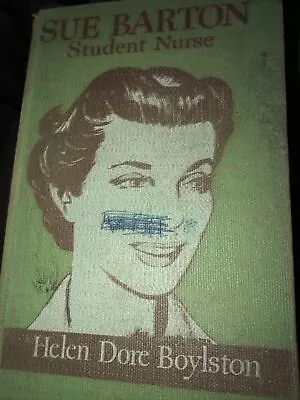 SUE BARTON
Student Nurse
Helen Dore Boylston